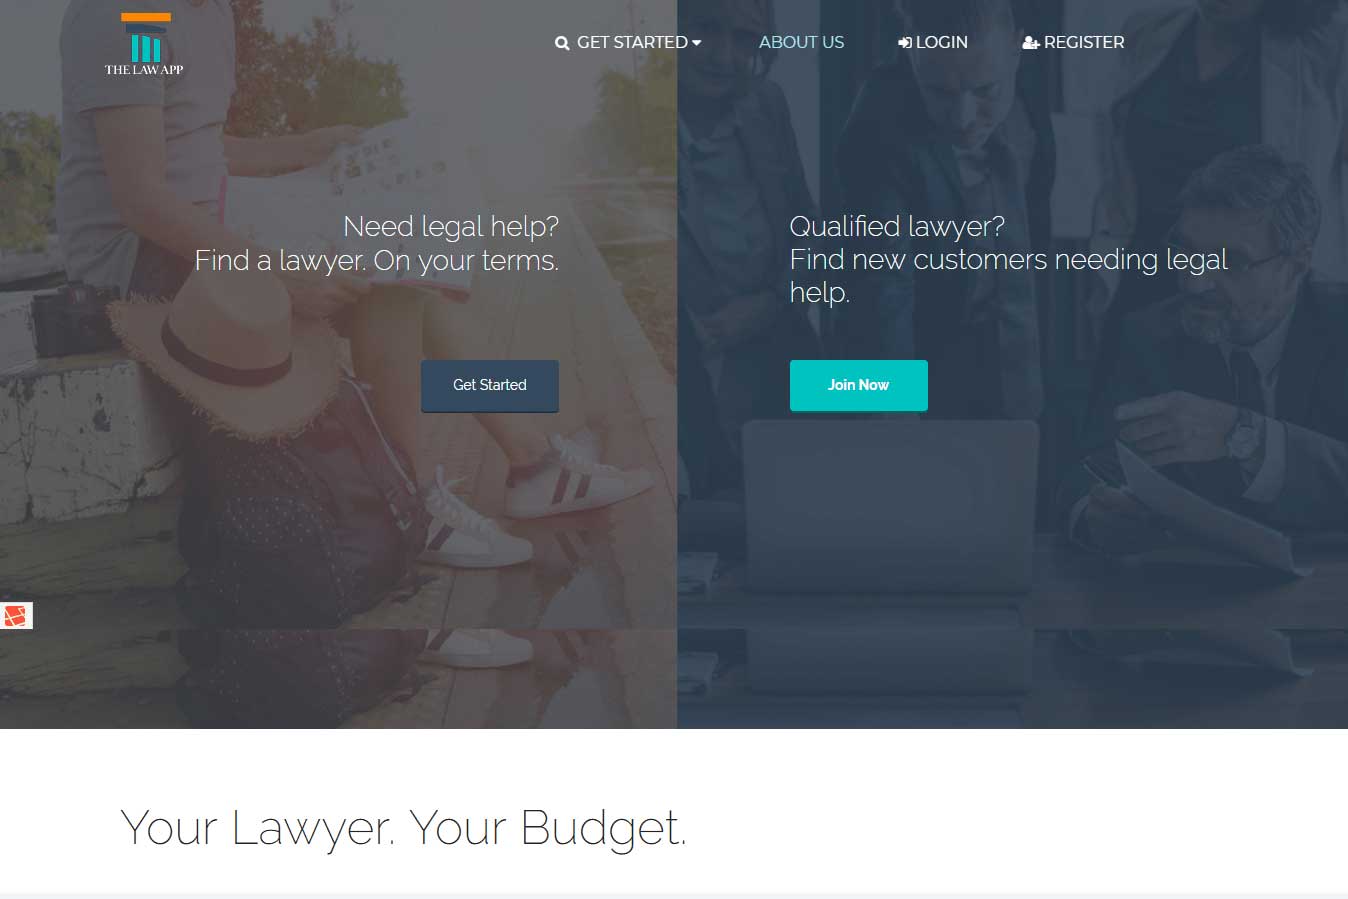 THE LAW APP
GET STARTED
ABOUT US
LOGIN
REGISTER
Need legal help?
Find a lawyer. On your terms.
Get Started
Qualified lawyer?
Find new customers needing legal
help.
Join Now
Your Lawyer. Your Budget.